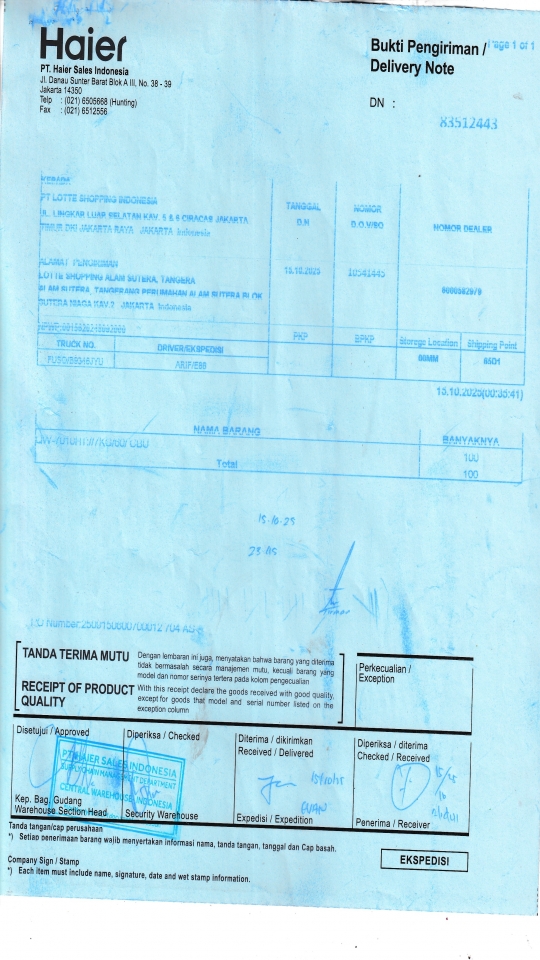 Haier
PT. Haier Sales Indonesia
Jl. Danau Sunter Barat Blok A III, No. 38 - 39
Jakarta 14350
Telp : (021) 6505668 (Hunting)
Fax : (021) 6512556
Page 1 of 1
Bukti Pengiriman /
Delivery Note
DN :
83512443
KEPADA
PT LOTTE SHOPPING INDONESIA
JL. LINGKAR LUAR SELATAN KAV. 5 & 6 CIRACAS JAKARTA
TIMUR DKI JAKARTA RAYA JAKARTA Indonesia
TANGGAL
D.N
NOMOR
D.O./SO
NOMOR DEALER
ALAMAT PENGIRIMAN
LOTTE SHOPPING ALAM SUTERA, TANGERA
ALAM SUTERA, TANGERANG PERUMAHAN ALAM SUTERA BLOK
SUTERA NIAGA KAV.2 JAKARTA Indonesia
15.10.2025
10541445
NPWP:
TRUCK NO.
DRIVER/EKSPEDISI
PKP
BPKP
Storage Location
Shipping Point
ARIF/ESS
15.10.2025(00:35:41)
NAMA BARANG
BANYAKNYA
100
Total
100
15-10-25
TANDA TERIMA MUTU
Dengan lembaran ini juga, menyatakan bahwa barang yang diterima
tidak bermasalah secara manajemen mutu, kecuali barang yang
model dan nomor serinya tertera pada kolom pengecualian
RECEIPT OF PRODUCT
QUALITY
With this receipt declare the goods received with good quality,
except for goods that model and serial number listed on the
exception column
Perkecualian /
Exception
Disetujui / Approved
Diperiksa / Checked
Diterima / dikirimkan
Received / Delivered
Diperiksa / diterima
Checked / Received
PT HAIER SALES INDONESIA
SUPPLY CHAIN MANAGEMENT DEPARTMENT
CENTRAL WAREHOUSE INDONESIA
15/10/25
Kep. Bag. Gudang
Warehouse Section Head
Security Warehouse
Expedisi / Expedition
Penerima / Receiver
Tanda tangan/cap perusahaan
*) Setiap penerimaan barang wajib menyertakan informasi nama, tanda tangan, tanggal dan Cap basah.
Company Sign / Stamp
*) Each item must include name, signature, date and wet stamp information.
EKSPEDISI